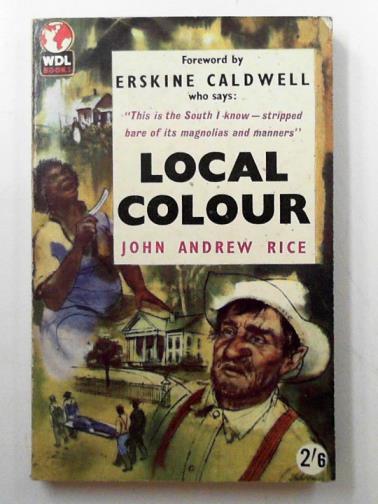 WDL
BOOKS
Foreword by
ERSKINE CALDWELL
who says:
"This is the South I know — stripped
bare of its magnolias and manners"
LOCAL
COLOUR
JOHN ANDREW RICE
2/6